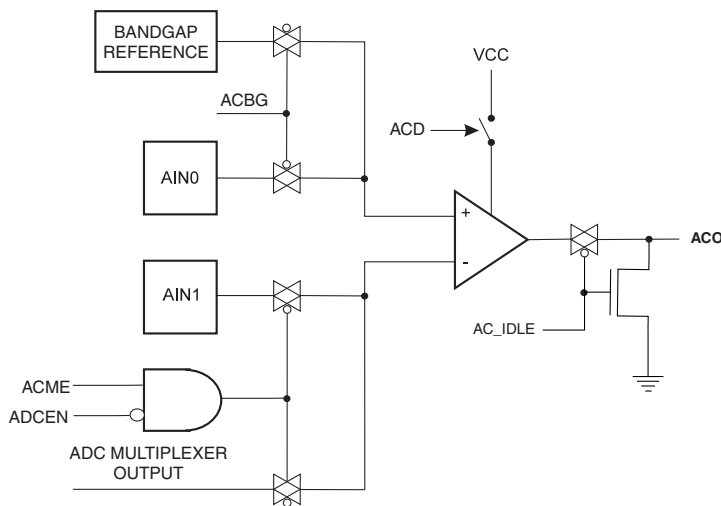 BANDGAP
REFERENCE
VCC
ACBG
ACD
AIN0
+
ACO
-
AIN1
AC_IDLE
ACME
ADCEN
ADC MULTIPLEXER
OUTPUT